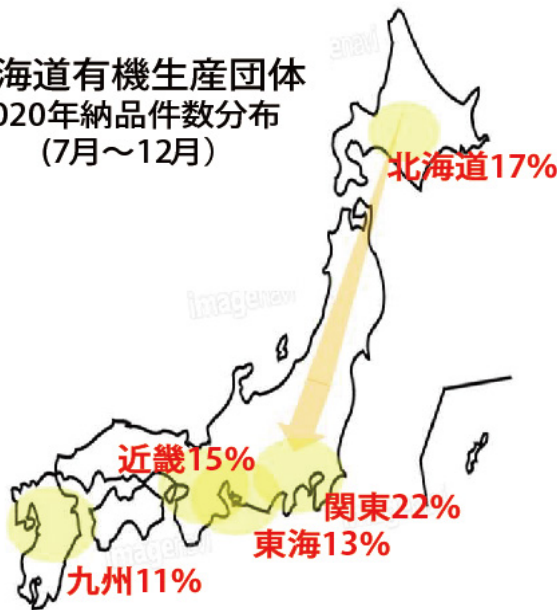 海道有機生産団体
020年納品件数分布
(7月～12月）
北海道17%
近畿15%
関東22%
東海13%
九州11%
imagenavi